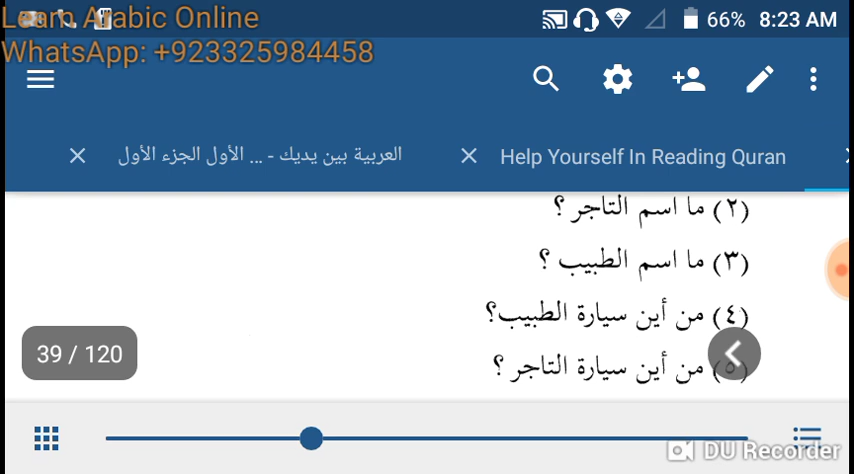 Learn Arabic Online
66% 8:23 AM
WhatsApp: +923325984458
العربية بين يديك - ... الأول الجزء الأول
Help Yourself In Reading Quran
(٢) ما اسم التاجر ؟
(٣) ما اسم الطبيب ؟
(٤) من أين سيارة الطبيب؟
(٥) من أين سيارة التاجر ؟
39 / 120
DU Recorder